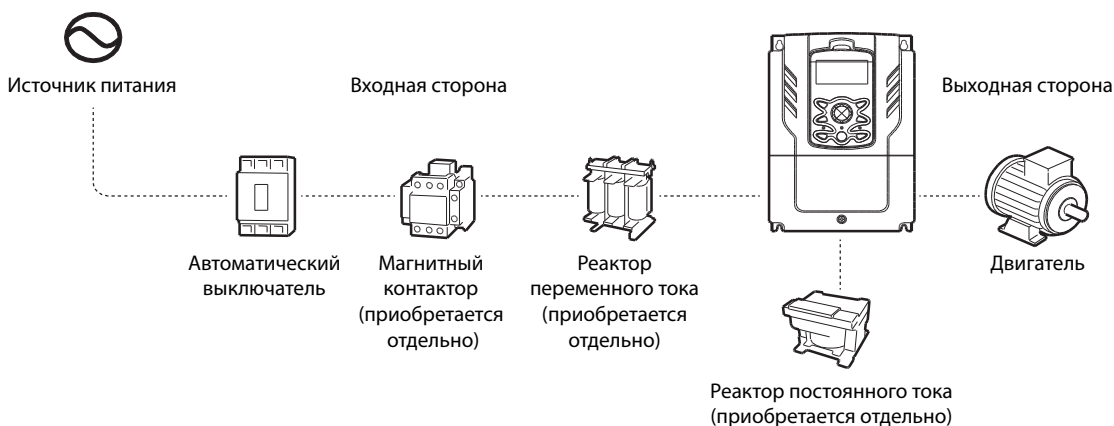 Источник питания
Входная сторона
Выходная сторона
Автоматический
выключатель
Магнитный
контактор
(приобретается
отдельно)
Реактор
переменного тока
(приобретается
отдельно)
Двигатель
Реактор постоянного тока
(приобретается отдельно)